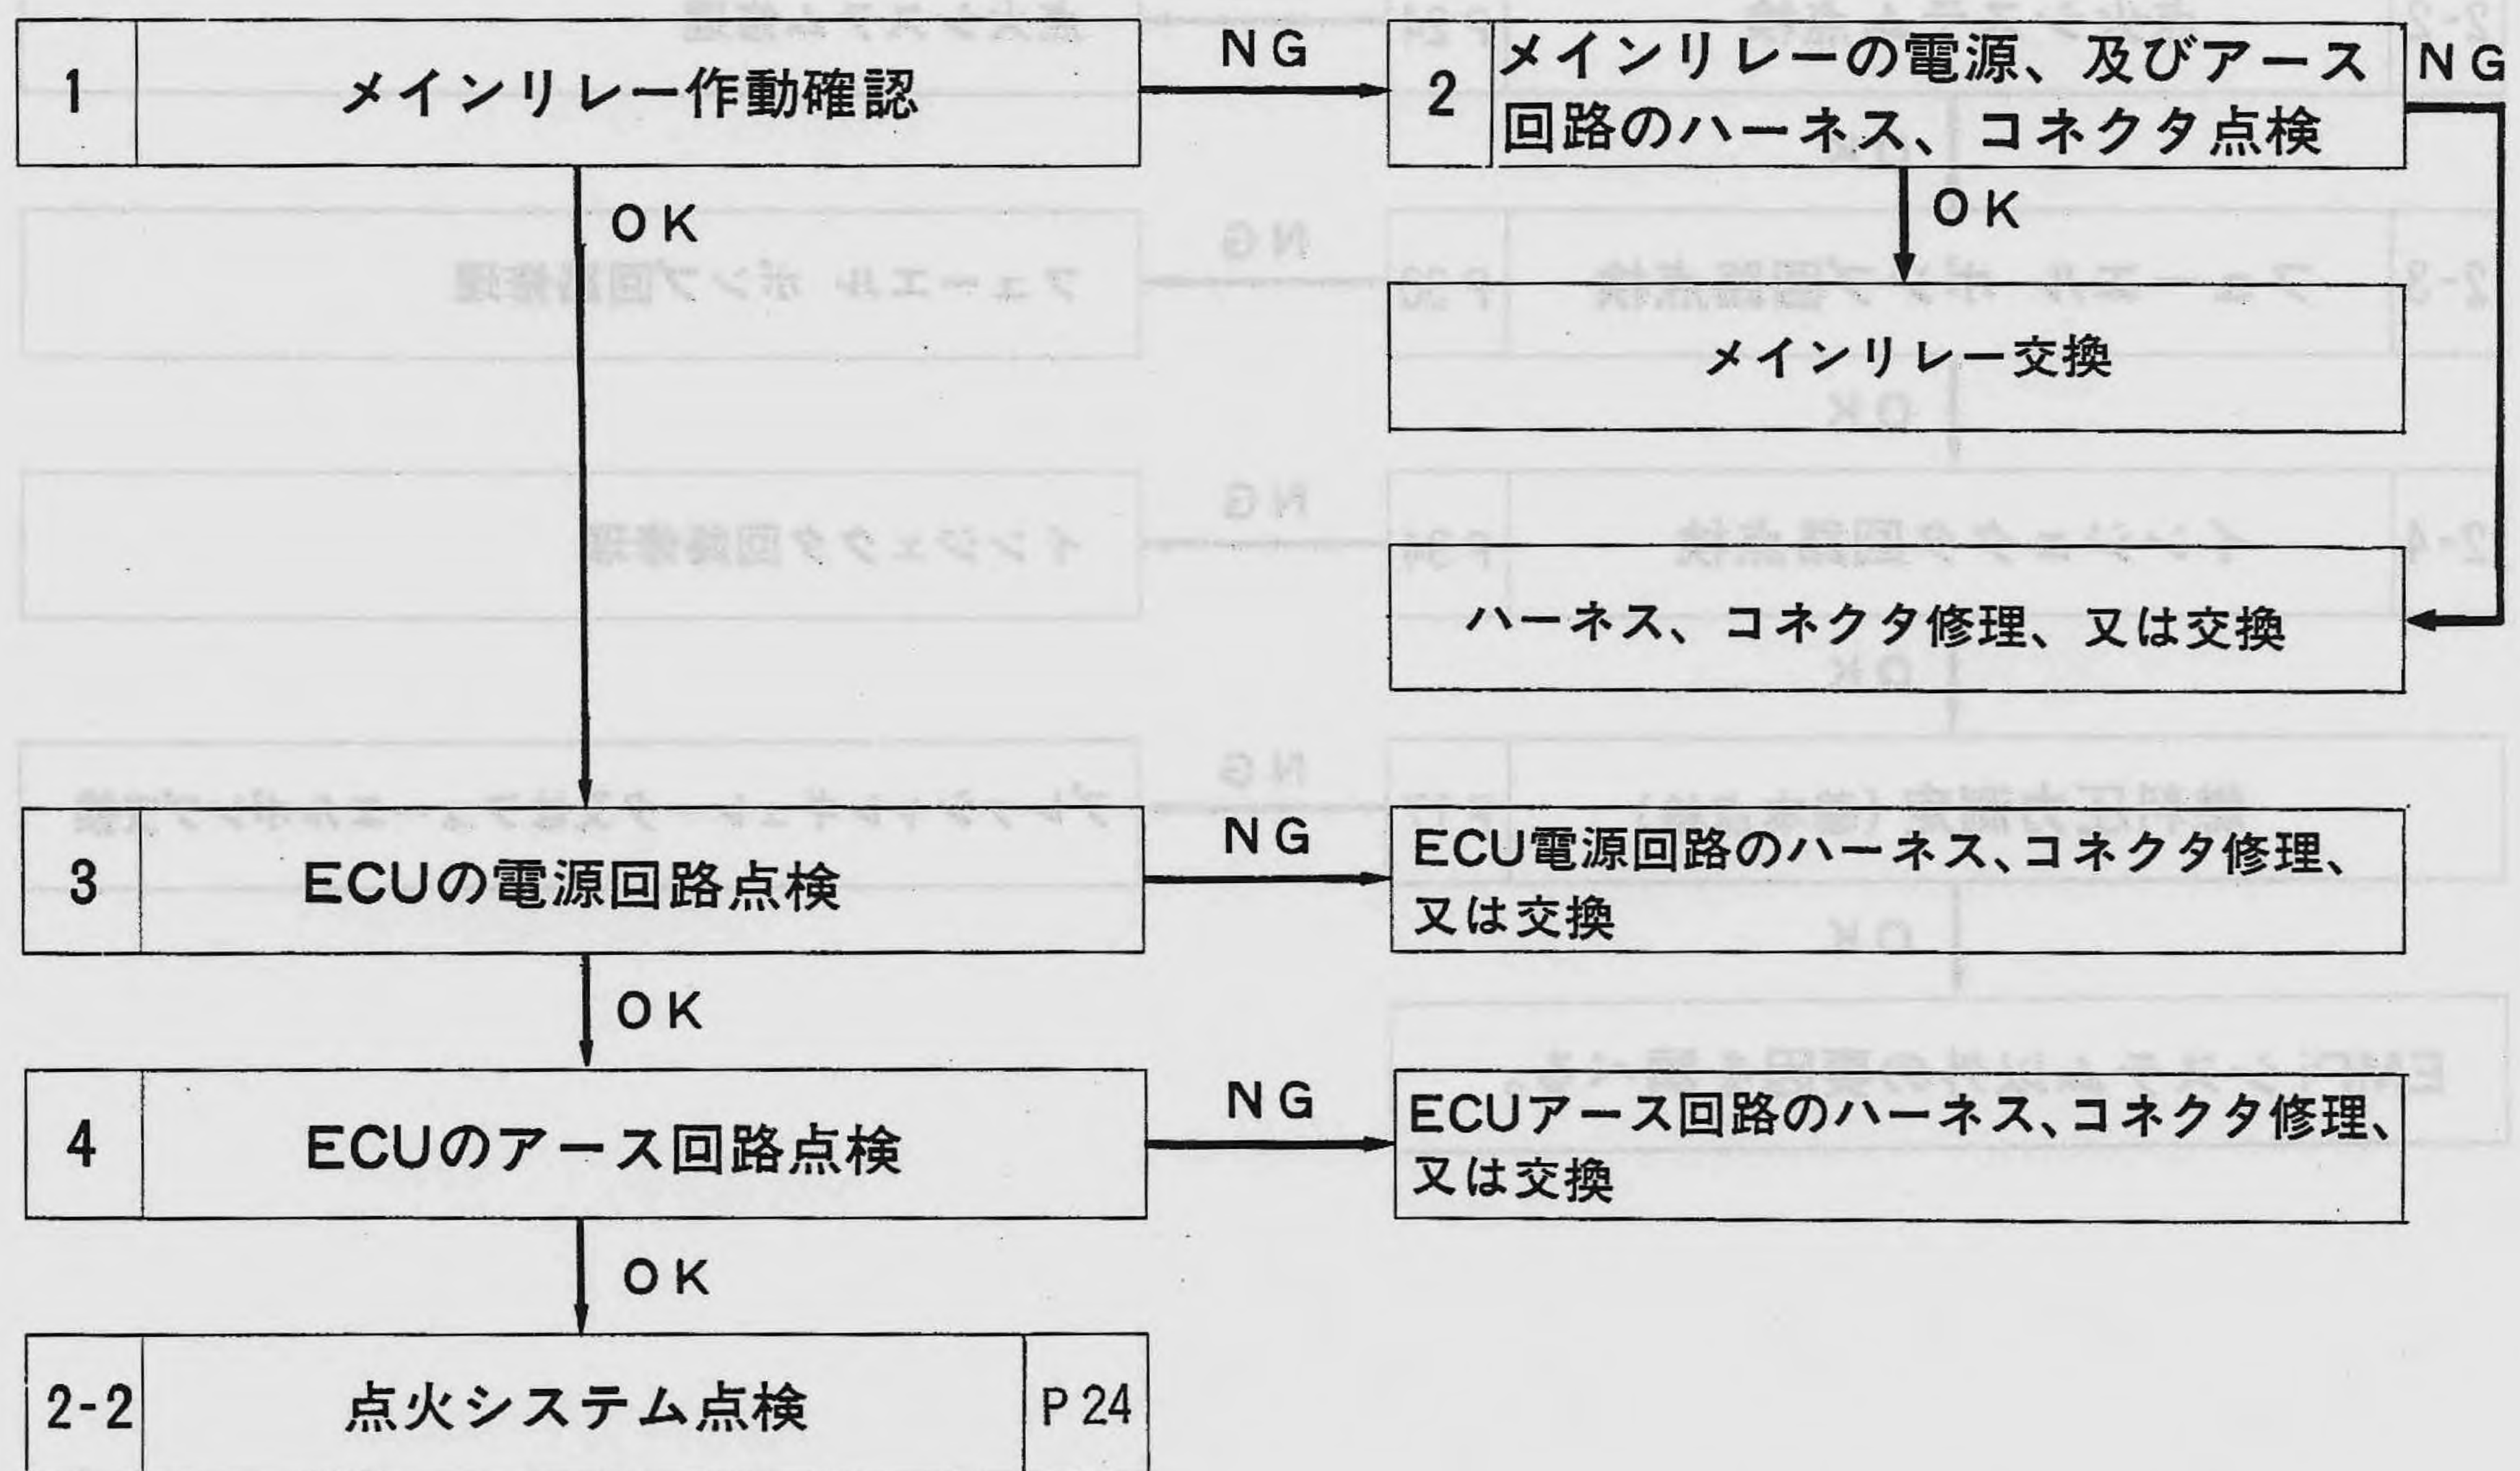 1 メインリレー作動確認
NG
2 メインリレーの電源、及びアース
回路のハーネス、コネクタ点検
NG
OK
OK
メインリレー交換
ハーネス、コネクタ修理、又は交換
3 ECUの電源回路点検
NG
ECU電源回路のハーネス、コネクタ修理、
又は交換
OK
4 ECUのアース回路点検
NG
ECUアース回路のハーネス、コネクタ修理、
又は交換
OK
2-2 点火システム点検 P24